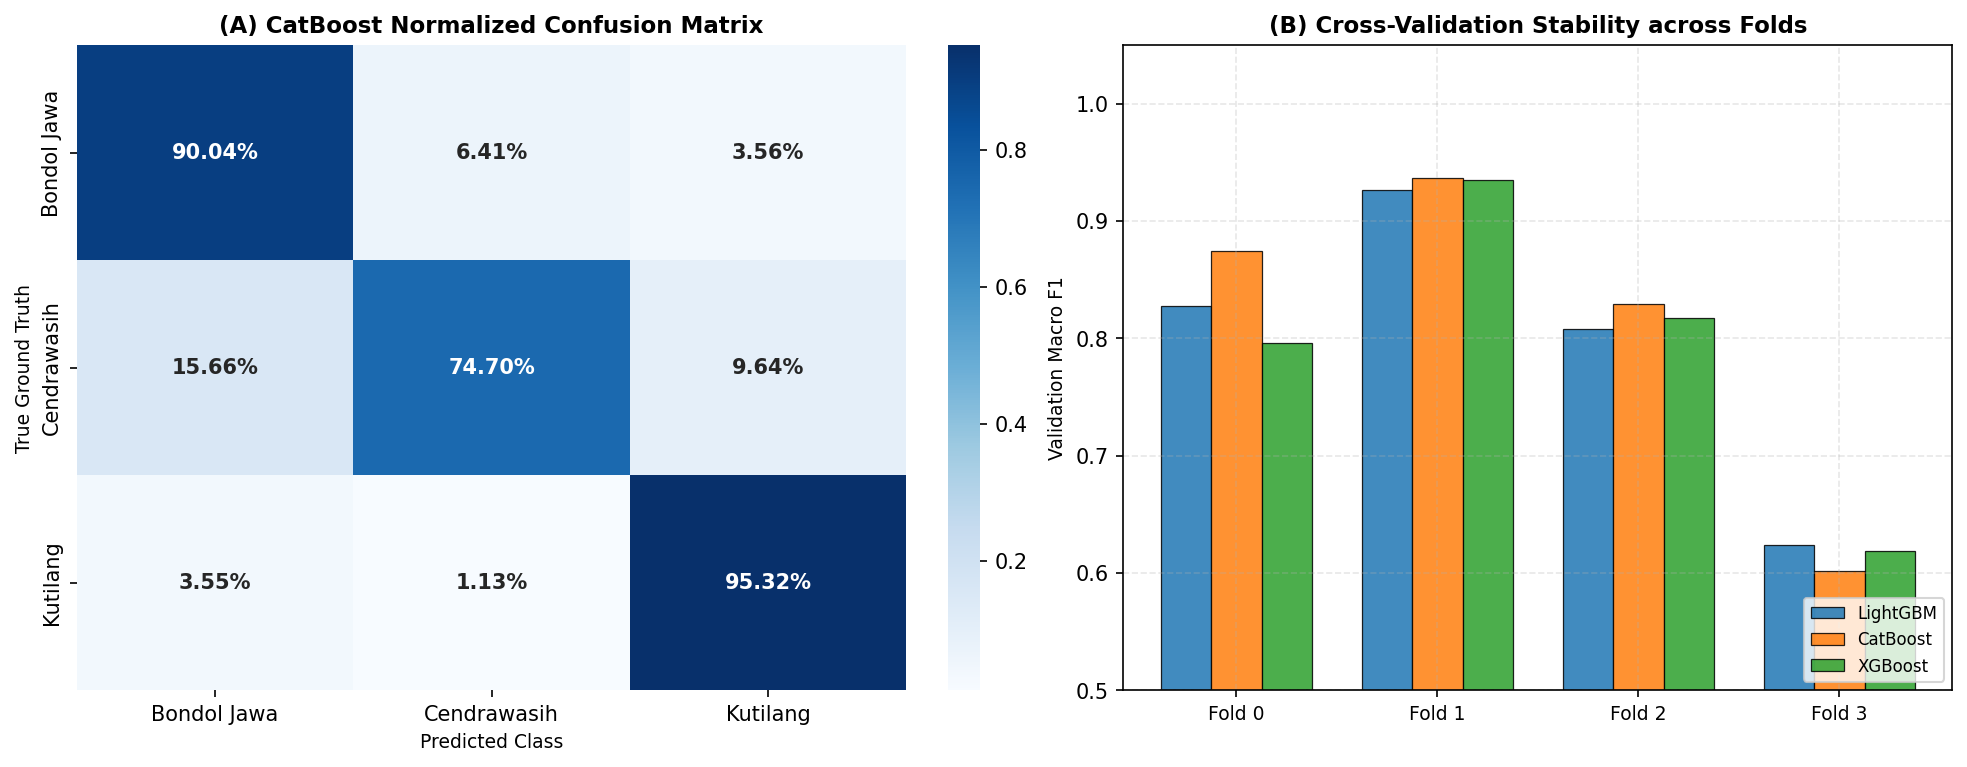 (A) CatBoost Normalized Confusion Matrix
True Ground Truth
Bondol Jawa
Cendrawasih
Kutilang
90.04% 6.41% 3.56%
15.66% 74.70% 9.64%
3.55% 1.13% 95.32%
Bondol Jawa Cendrawasih Kutilang
Predicted Class
0.8
0.6
0.4
0.2
(B) Cross-Validation Stability across Folds
Validation Macro F1
1.0
0.9
0.8
0.7
0.6
0.5
LightGBM
CatBoost
XGBoost
Fold 0 Fold 1 Fold 2 Fold 3